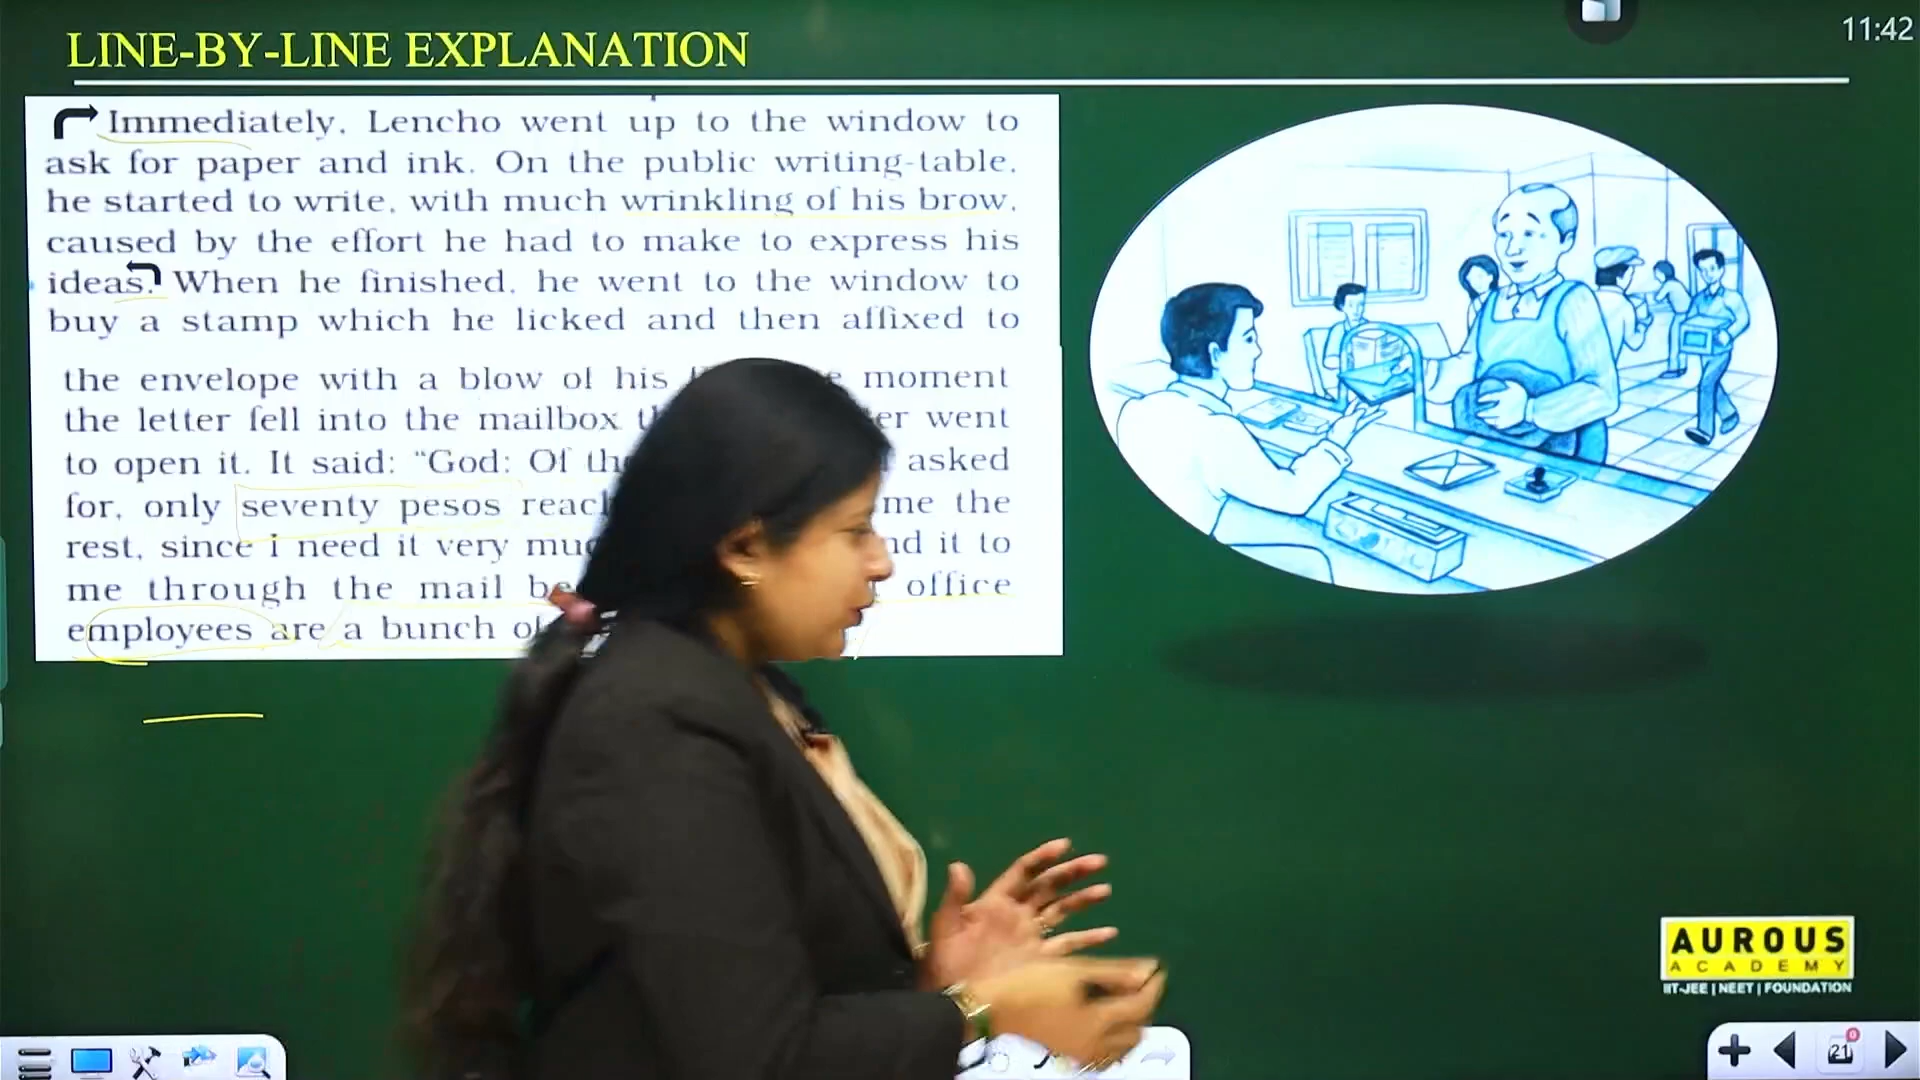 LINE-BY-LINE EXPLANATION
11:42
Immediately, Lencho went up to the window to
ask for paper and ink. On the public writing-table,
he started to write, with much wrinkling of his brow,
caused by the effort he had to make to express his
ideas. When he finished, he went to the window to
buy a stamp which he licked and then affixed to
the envelope with a blow of his moment
the letter fell into the mailbox went
to open it. It said: “God: Of asked
for, only seventy pesos me the
rest, since I need it very it to
me through the mail office
employees are a bunch of
AUROUS
ACADEMY
IIT-JEE | NEET | FOUNDATION
21
0